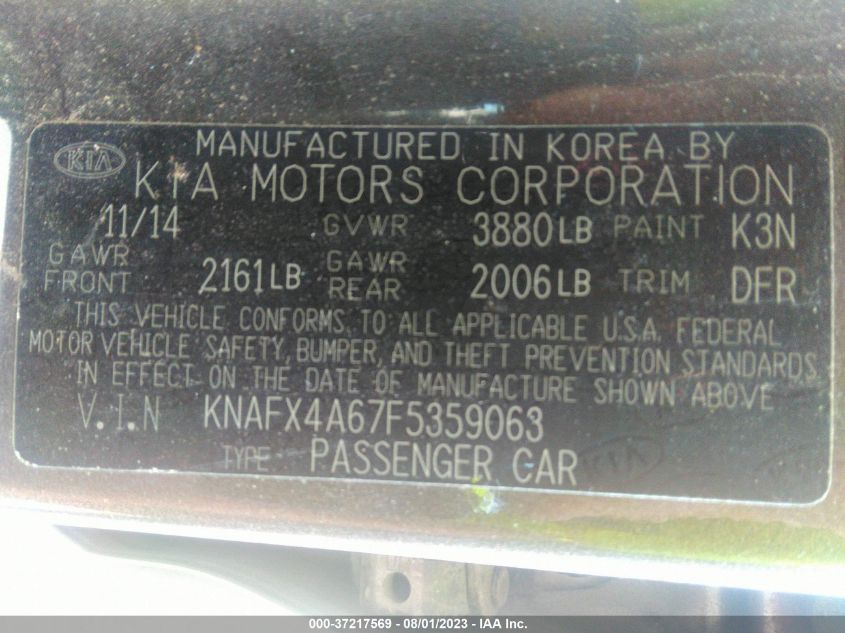 MANUFACTURED IN KOREA BY
KIA KIA MOTORS CORPORATION
11/14 GVWR 3880LB PAINT K3N
GAWR FRONT 2161LB GAWR REAR 2006LB TRIM DFR
THIS VEHICLE CONFORMS TO ALL APPLICABLE U.S.A. FEDERAL
MOTOR VEHICLE SAFETY, BUMPER, AND THEFT PREVENTION STANDARDS
IN EFFECT ON THE DATE OF MANUFACTURE SHOWN ABOVE
V.I.N KNAFX4A67F5359063
TYPE PASSENGER CAR
KIA
000-37217569 - 08/01/2023 - IAA Inc.